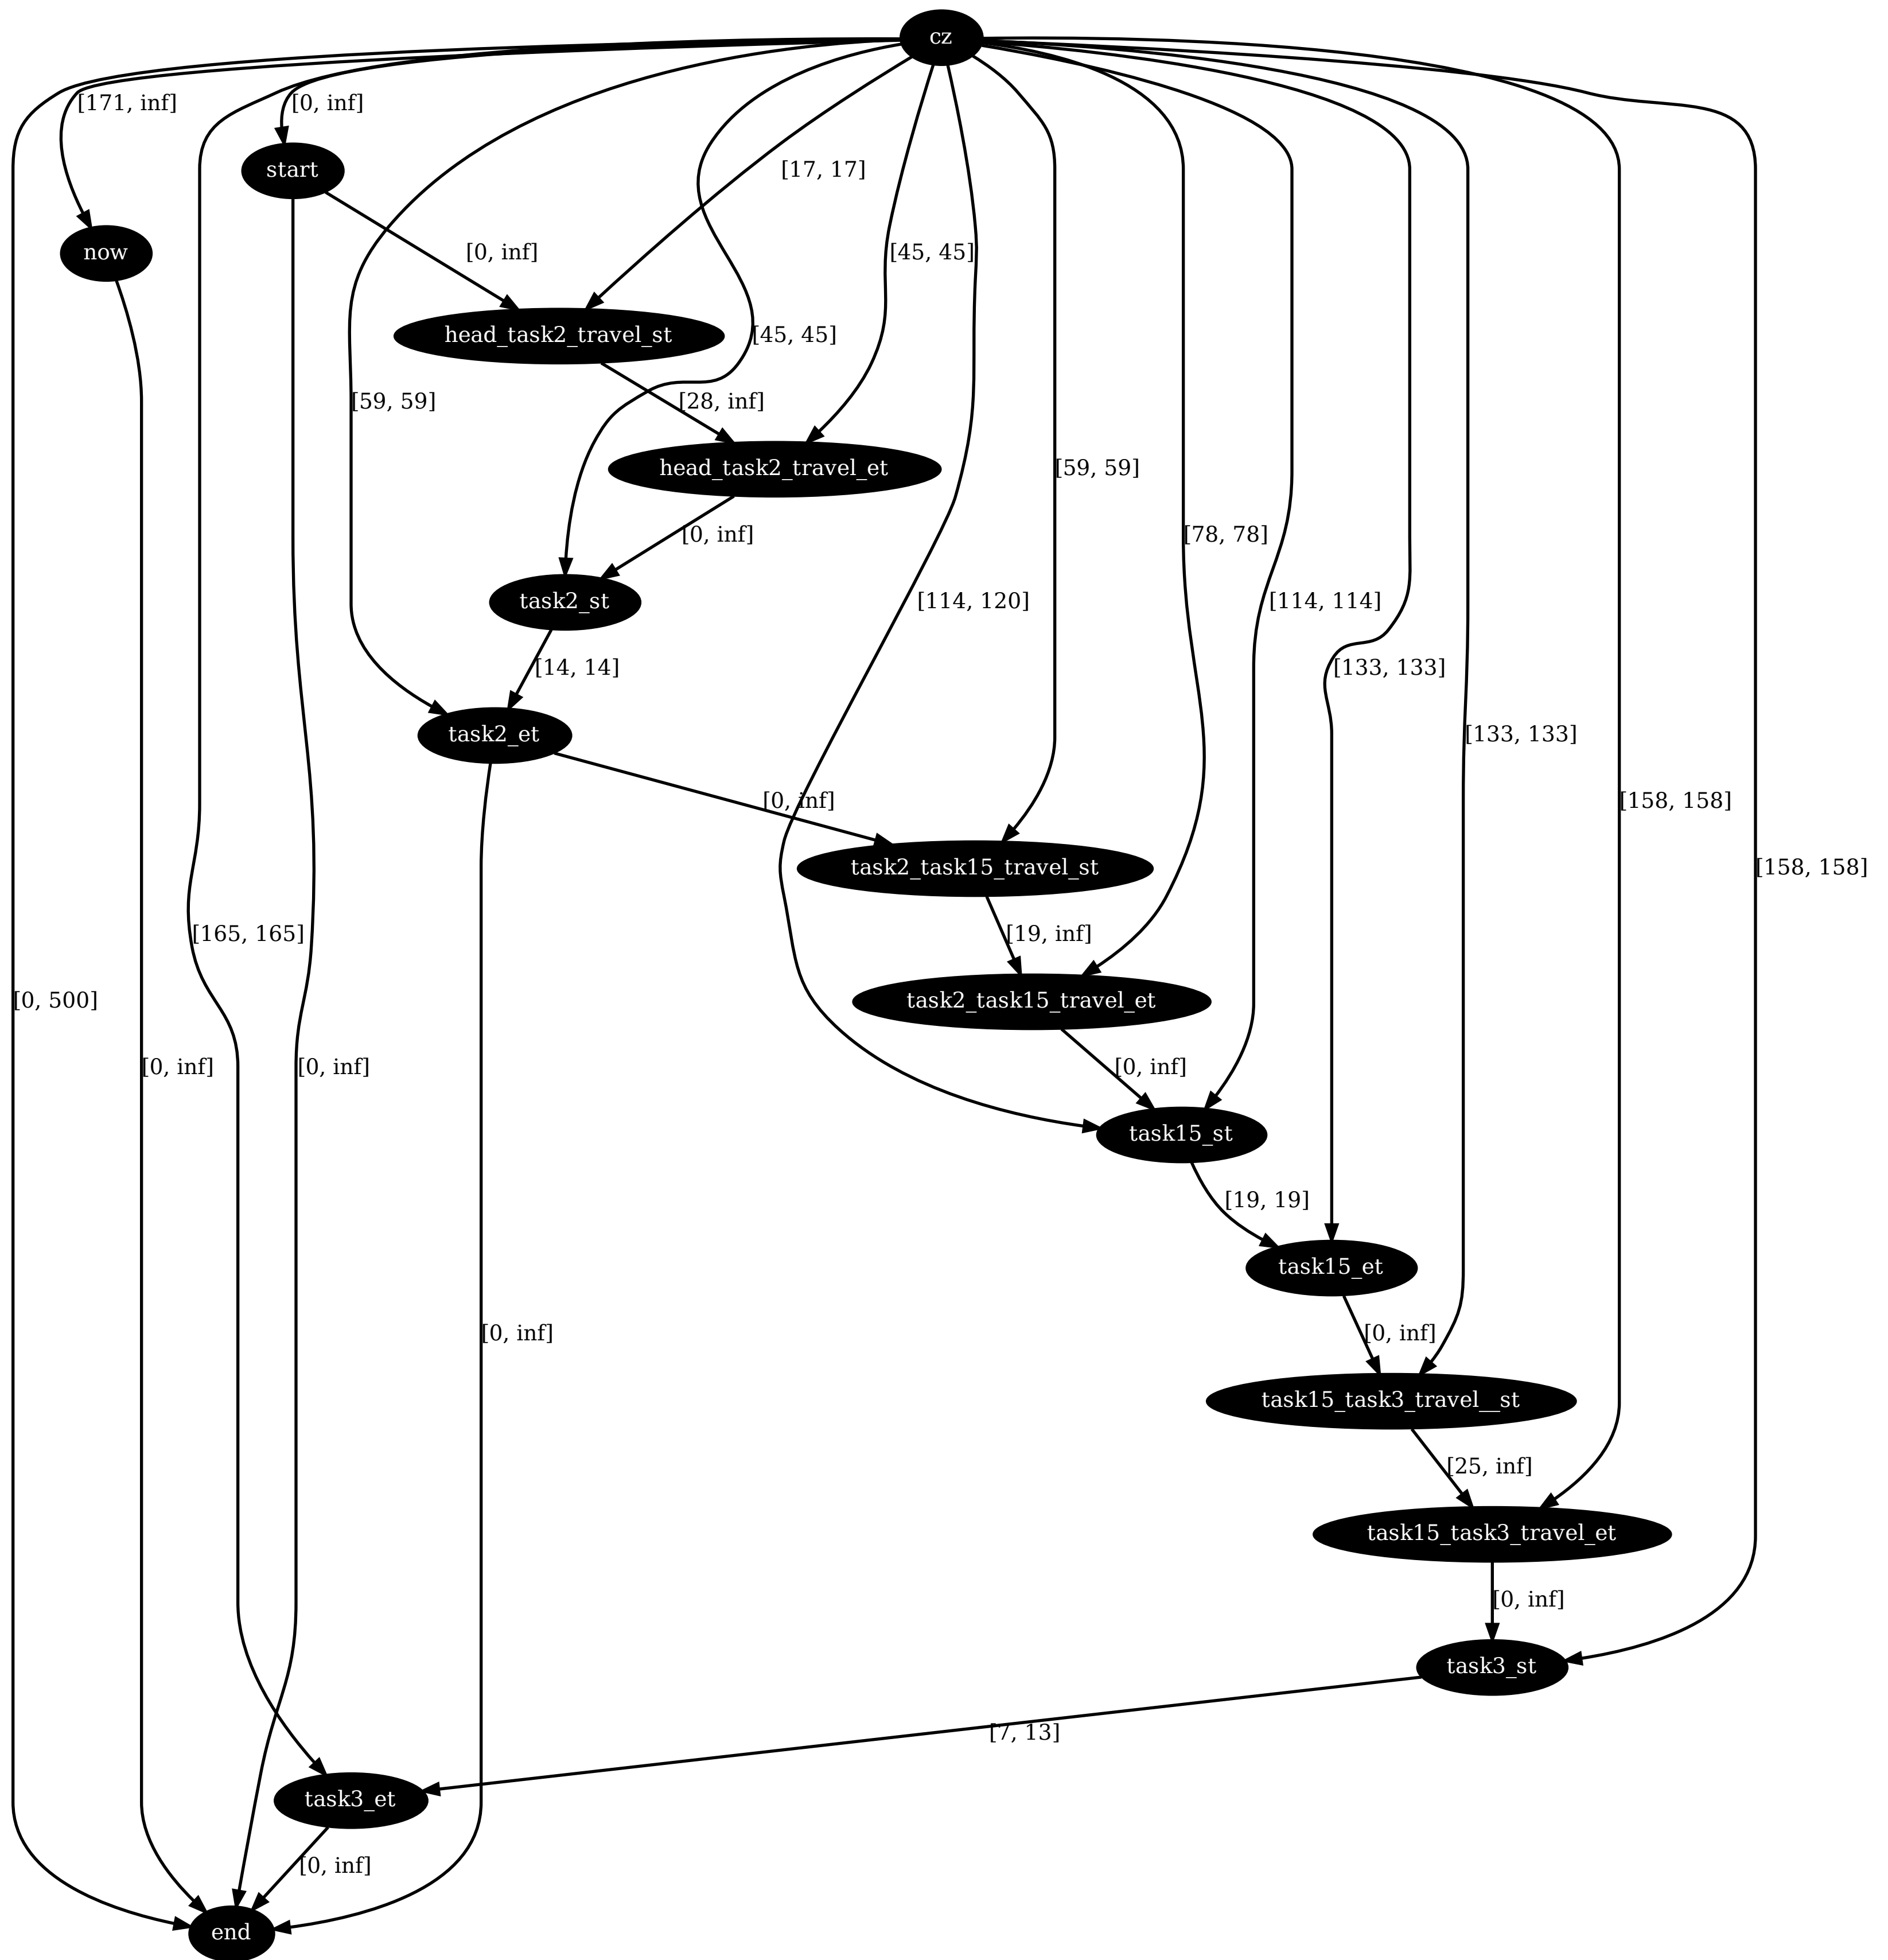 cz
[171, inf]
[0, inf]
start
[17, 17]
now
[0, inf]
[45, 45]
head_task2_travel_st
[45, 45]
[59, 59]
[28, inf]
head_task2_travel_et
[59, 59]
[0, inf]
[78, 78]
task2_st
[114, 120]
[114, 114]
[14, 14]
[133, 133]
task2_et
[133, 133]
[0, inf]
[158, 158]
task2_task15_travel_st
[158, 158]
[165, 165]
[19, inf]
[0, 500]
task2_task15_travel_et
[0, inf]
[0, inf]
[0, inf]
task15_st
[19, 19]
task15_et
[0, inf]
[0, inf]
task15_task3_travel__st
[25, inf]
task15_task3_travel_et
[0, inf]
task3_st
[7, 13]
task3_et
[0, inf]
end